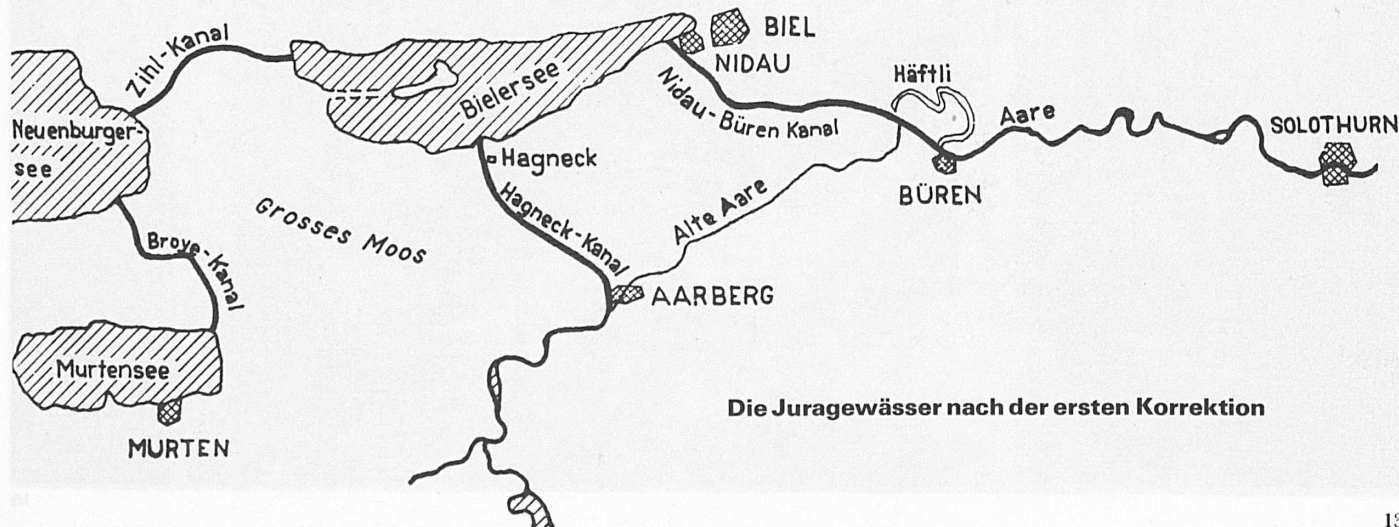 BIEL
NIDAU
Zihl-Kanal
Bielersee
Nidau-Büren Kanal
Häftli
Aare
SOLOTHURN
Neuenburger-
see
Hagneck
BÜREN
Grosses Moos
Hagneck-Kanal
Alte Aare
Broye-Kanal
AARBERG
Murtensee
MURTEN
Die Juragewässer nach der ersten Korrektion